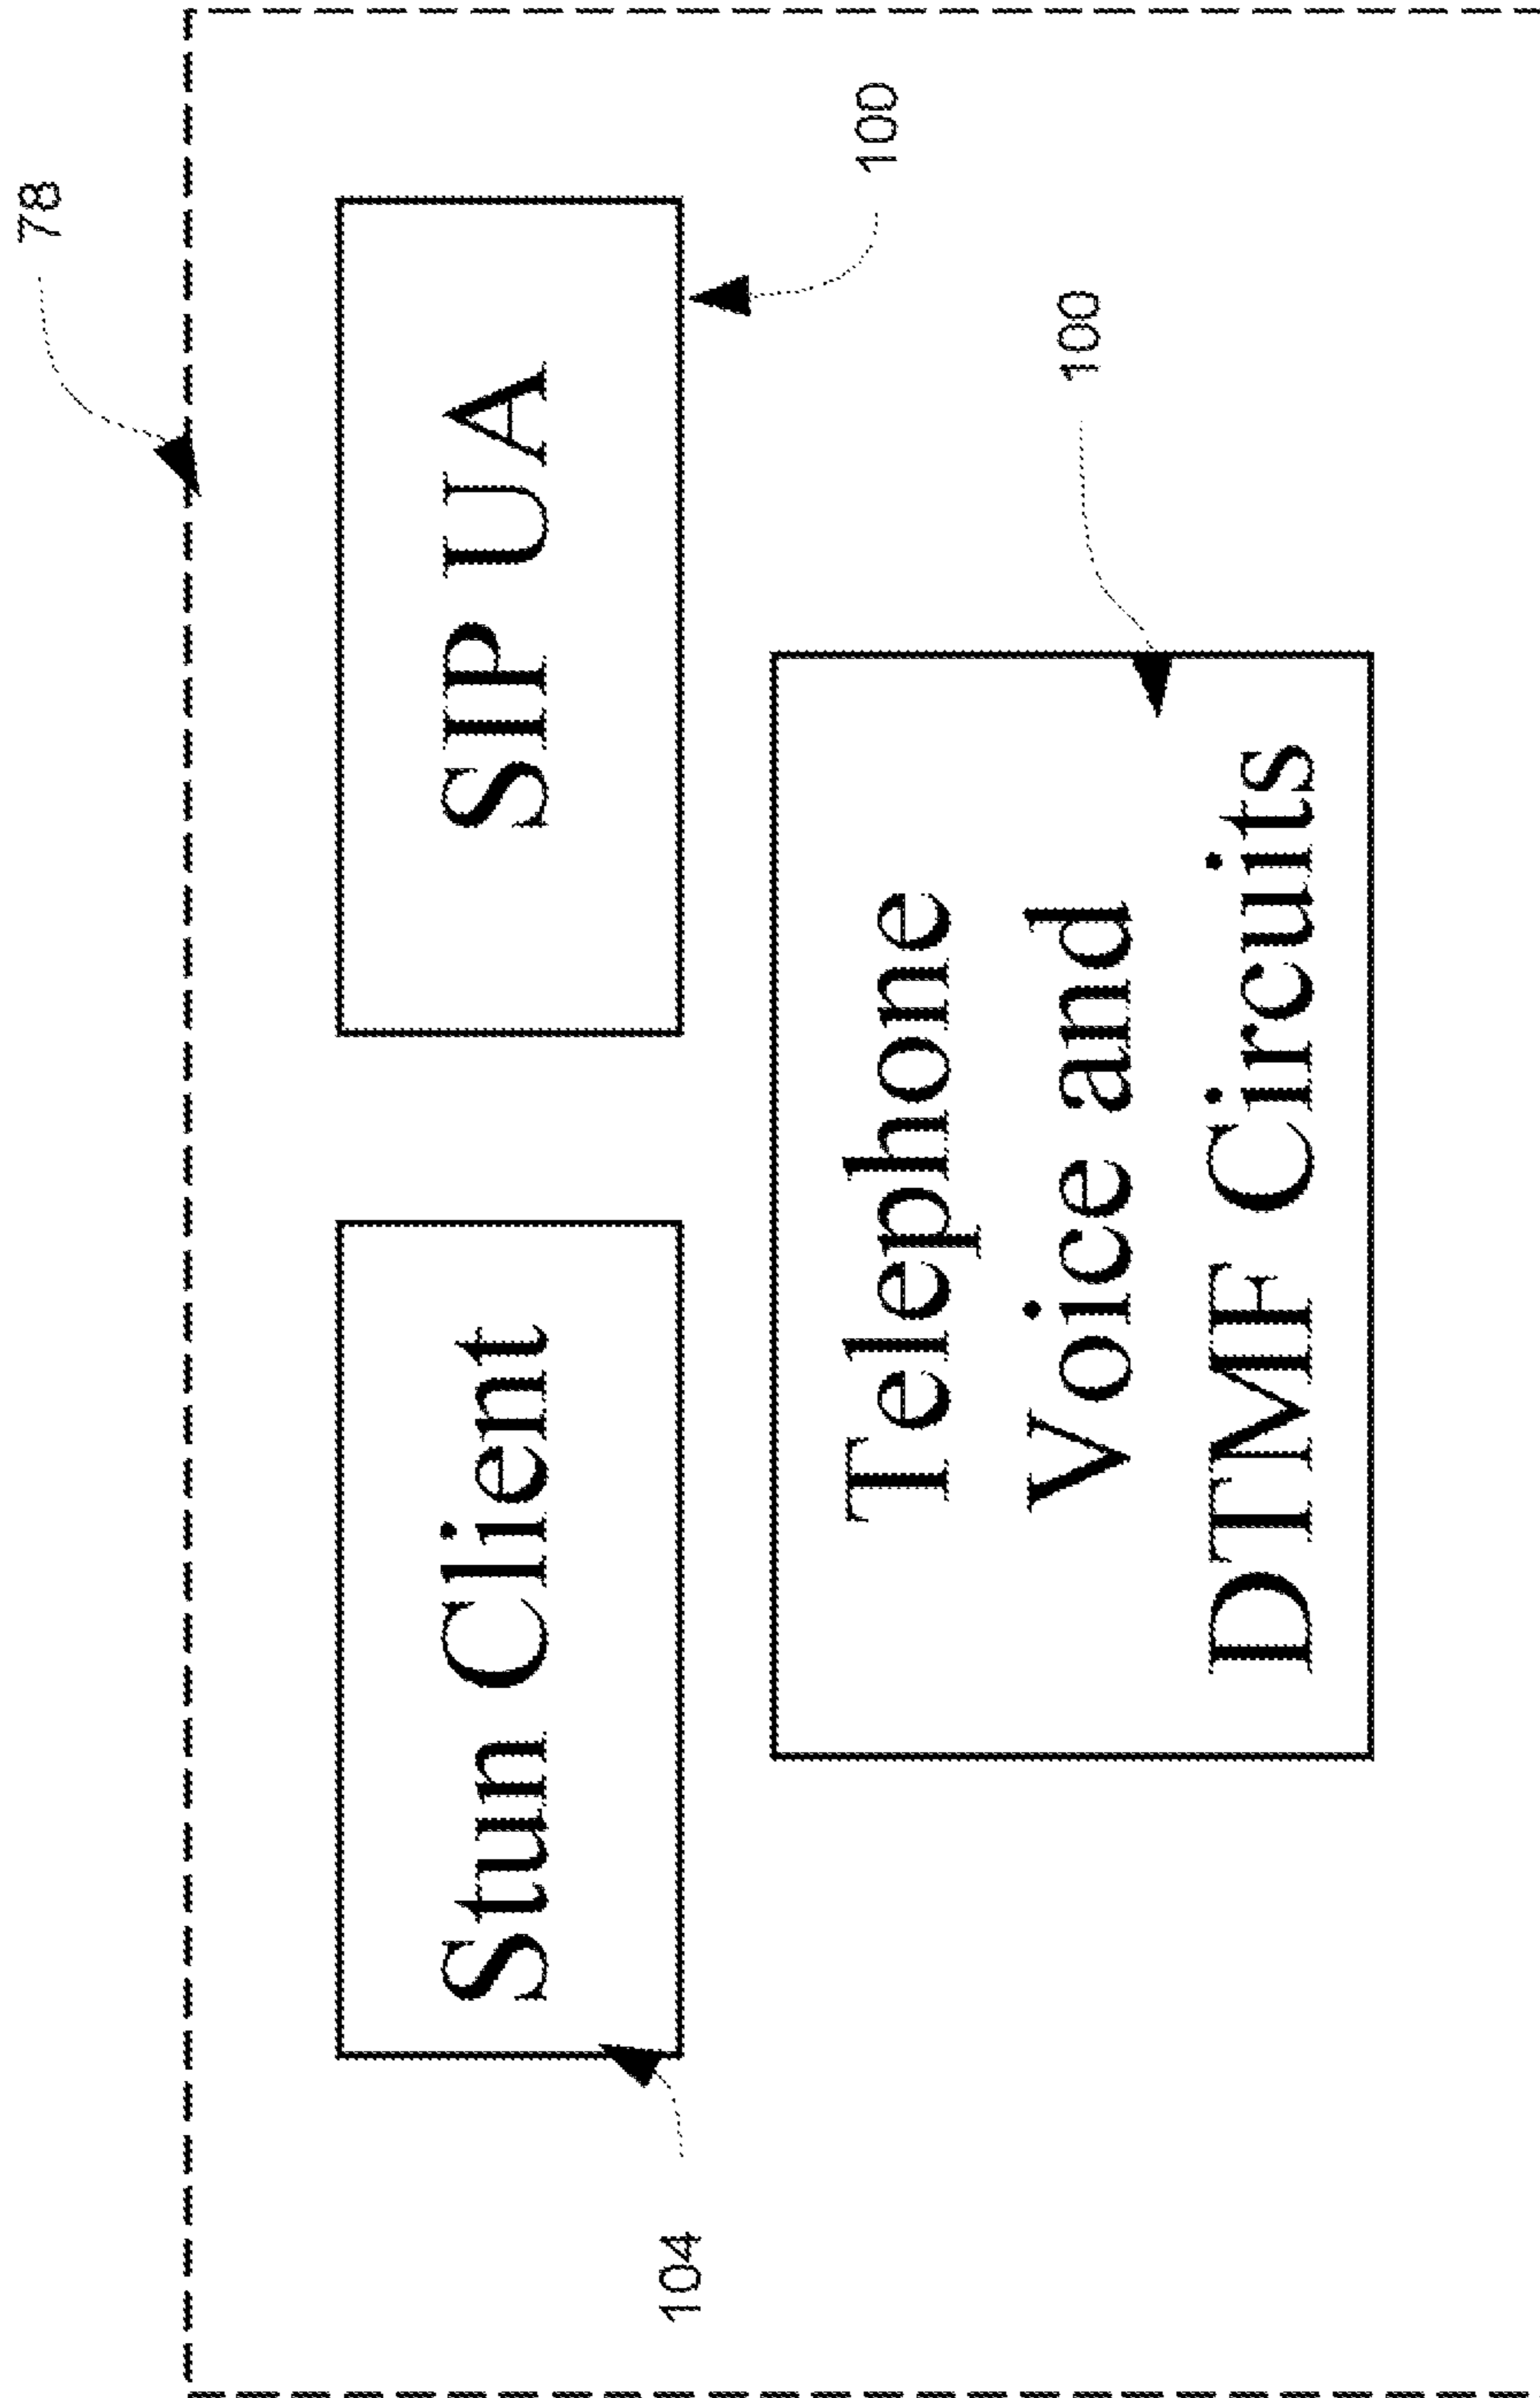 78
Stun Client
SIP UA
104
100
100
Telephone
Voice and
DTMF Circuits